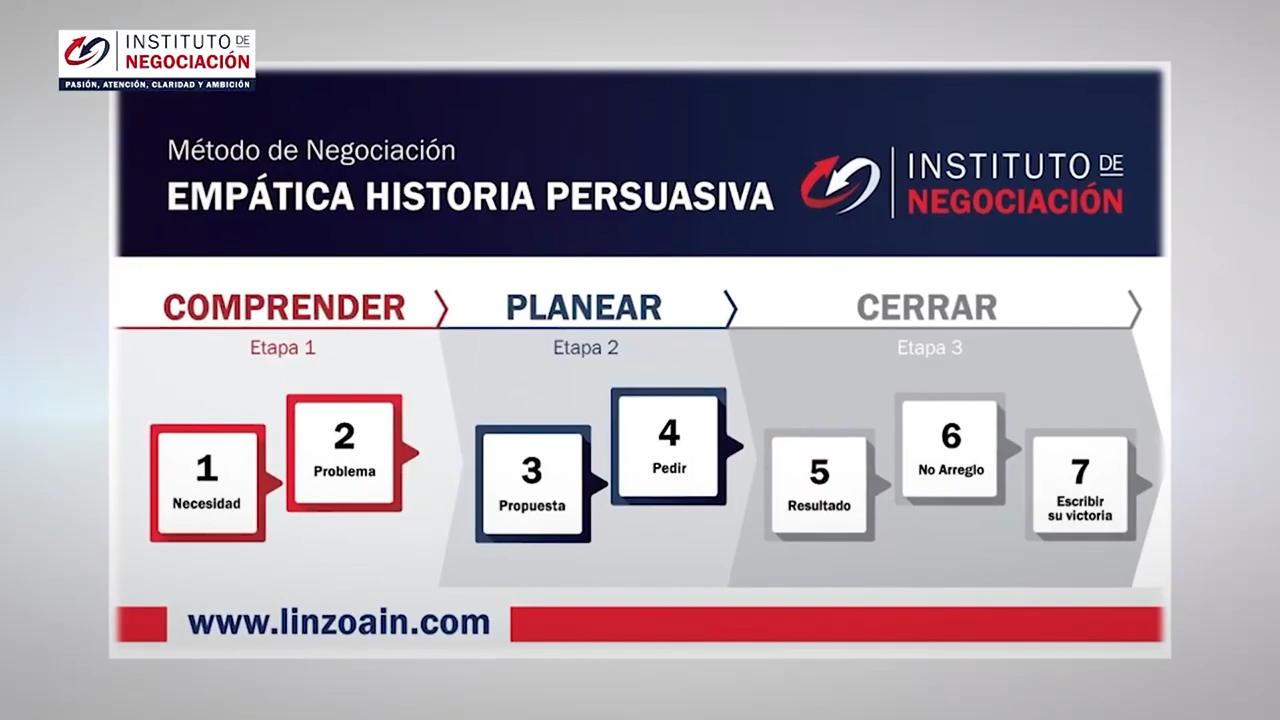 INSTITUTO DE
NEGOCIACIÓN
PASIÓN, ATENCIÓN, CLARIDAD Y AMBICIÓN
Método de Negociación
EMPÁTICA HISTORIA PERSUASIVA
INSTITUTO DE
NEGOCIACIÓN
COMPRENDER
Etapa 1
PLANEAR
Etapa 2
CERRAR
Etapa 3
1
Necesidad
2
Problema
3
Propuesta
4
Pedir
5
Resultado
6
No Arreglo
7
Escribir
su victoria
www.linzoain.com